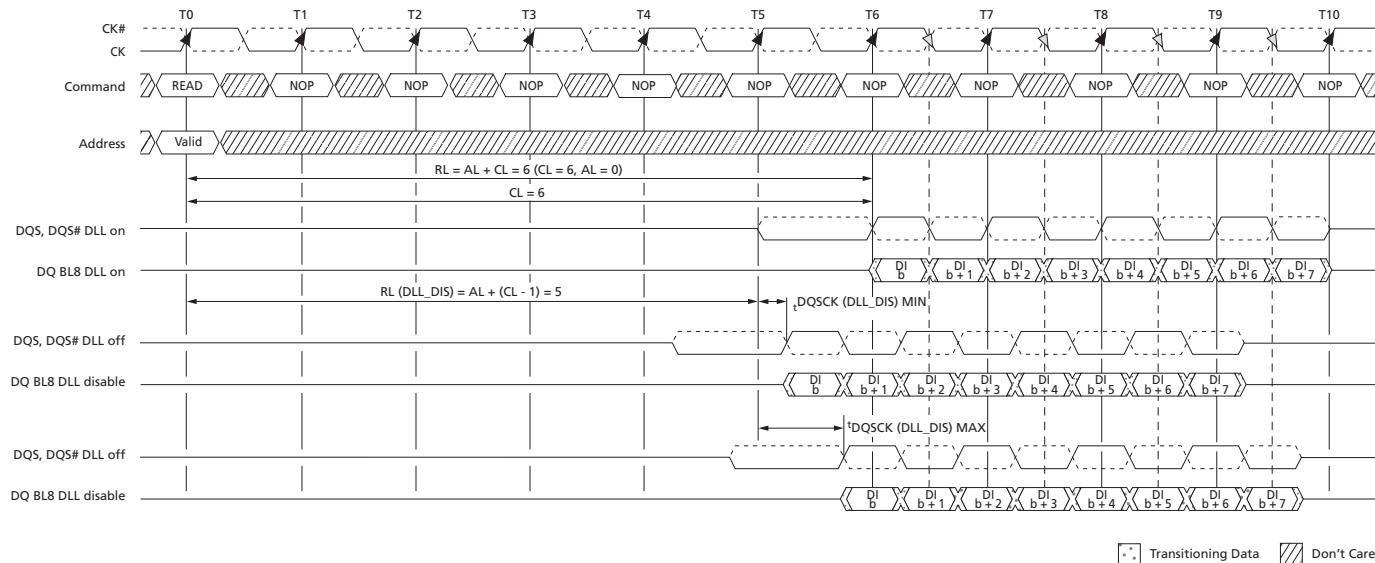 T0 T1 T2 T3 T4 T5 T6 T7 T8 T9 T10
CK#
CK
Command READ NOP NOP NOP NOP NOP NOP NOP NOP NOP NOP
Address Valid
RL = AL + CL = 6 (CL = 6, AL = 0)
CL = 6
DQS, DQS# DLL on
DQ BL8 DLL on DI b DI b + 1 DI b + 2 DI b + 3 DI b + 4 DI b + 5 DI b + 6 DI b + 7
RL (DLL_DIS) = AL + (CL - 1) = 5
tDQSCK (DLL_DIS) MIN
DQS, DQS# DLL off
DQ BL8 DLL disable DI b DI b + 1 DI b + 2 DI b + 3 DI b + 4 DI b + 5 DI b + 6 DI b + 7
tDQSCK (DLL_DIS) MAX
DQS, DQS# DLL off
DQ BL8 DLL disable DI b DI b + 1 DI b + 2 DI b + 3 DI b + 4 DI b + 5 DI b + 6 DI b + 7
Transitioning Data Don't Care